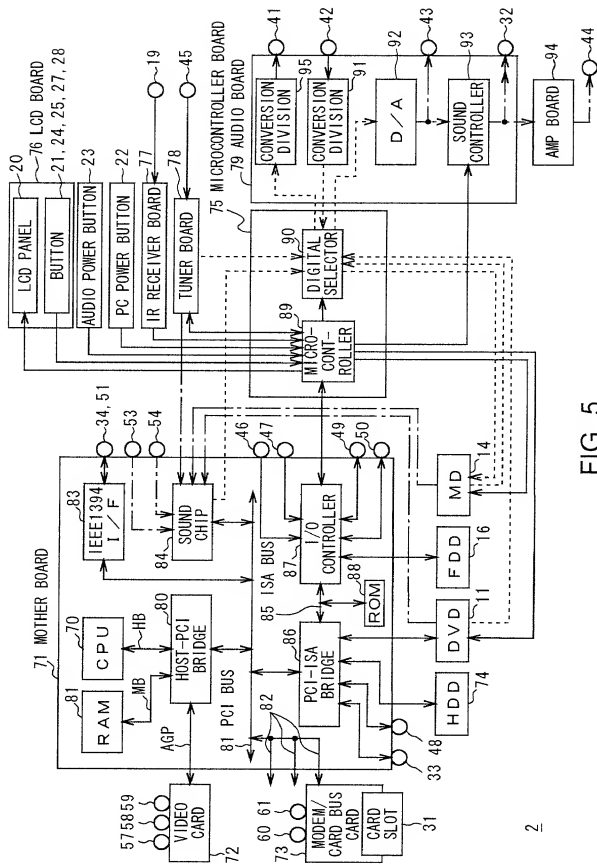 20
LCD PANEL
76 LCD BOARD
21, 24, 25, 27, 28
BUTTON
23
AUDIO POWER BUTTON
22
PC POWER BUTTON
19
77
IR RECEIVER BOARD
45
78
TUNER BOARD
71 MOTHER BOARD
81
RAM
70
CPU
MB
HB
80
HOST-PCI
BRIDGE
AGP
83
IEEE1394
I/F
34, 51
53
54
84
SOUND
CHIP
81 PCI BUS
85 ISA BUS
46
47
82
86
PCI-ISA
BRIDGE
87
I/O
CONTROLLER
88
ROM
49
50
33
48
575859
VIDEO
CARD
72
60 61
73
MODEM/
CARD BUS
CARD
CARD
SLOT
31
HDD
74
DVD
11
FDD
16
MD
14
75 MICROCONTROLLER BOARD
89
MICRO-
CONT-
ROLLER
90
DIGITAL
SELECTOR
79 AUDIO BOARD
CONVERSION
DIVISION
95
41
CONVERSION
DIVISION
91
42
D/A
92
43
SOUND
CONTROLLER
93
32
AMP BOARD
94
44
2
FIG. 5